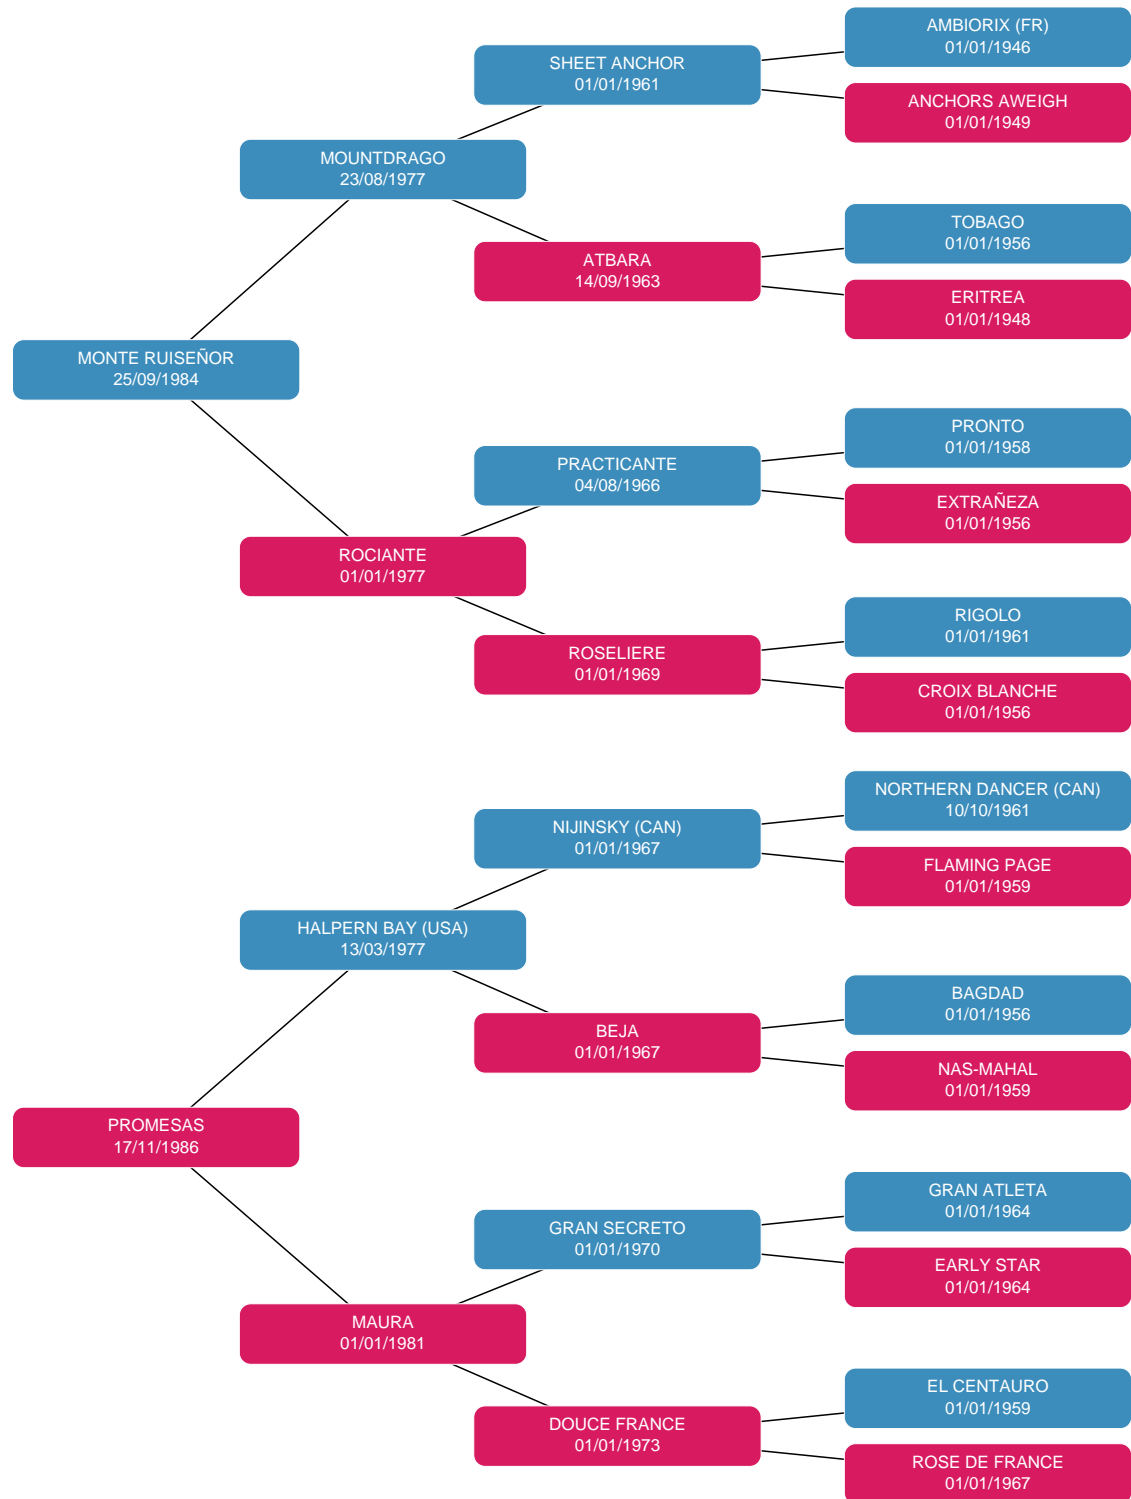 AMBIORIX (FR)
01/01/1946
SHEET ANCHOR
01/01/1961
ANCHORS AWEIGH
01/01/1949
MOUNTDRAGO
23/08/1977
TOBAGO
01/01/1956
ATBARA
14/09/1963
ERITREA
01/01/1948
MONTE RUISEÑOR
25/09/1984
PRONTO
01/01/1958
PRACTICANTE
04/08/1966
EXTRAÑEZA
01/01/1956
ROCIANTE
01/01/1977
RIGOLO
01/01/1961
ROSELIERE
01/01/1969
CROIX BLANCHE
01/01/1956
NORTHERN DANCER (CAN)
10/10/1961
NIJINSKY (CAN)
01/01/1967
FLAMING PAGE
01/01/1959
HALPERN BAY (USA)
13/03/1977
BAGDAD
01/01/1956
BEJA
01/01/1967
NAS-MAHAL
01/01/1959
PROMESAS
17/11/1986
GRAN ATLETA
01/01/1964
GRAN SECRETO
01/01/1970
EARLY STAR
01/01/1964
MAURA
01/01/1981
EL CENTAURO
01/01/1959
DOUCE FRANCE
01/01/1973
ROSE DE FRANCE
01/01/1967